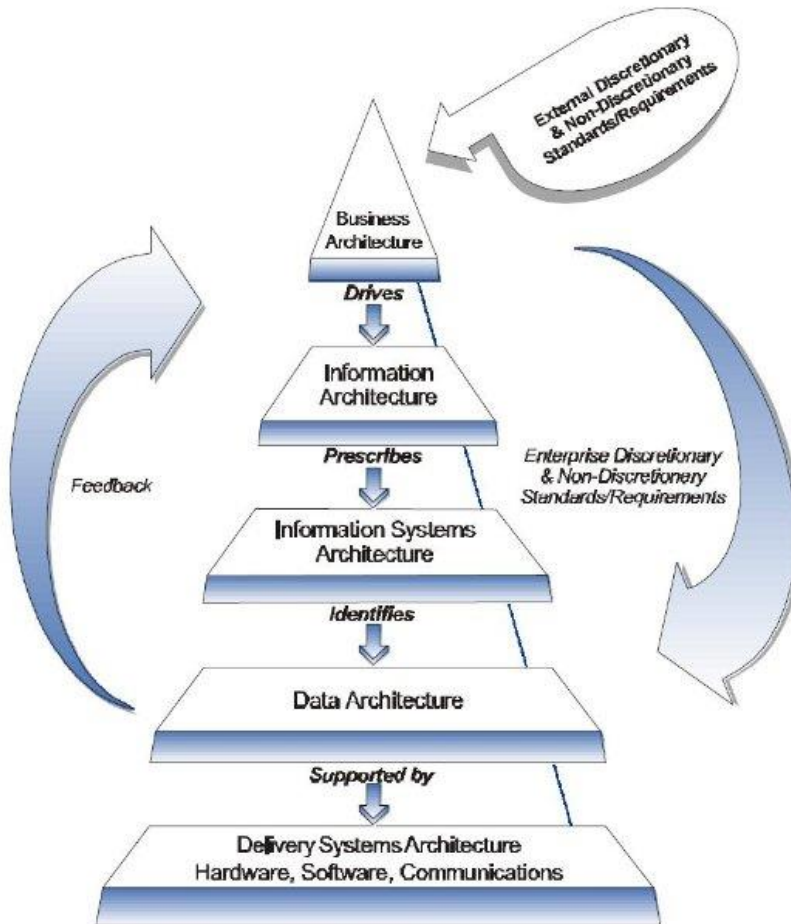 External Discretionary
& Non-Discretionary
Standards/Requirements
Business
Architecture
Drives
Information
Architecture
Prescribes
Feedback
Enterprise Discretionary
& Non-Discretionery
Standards/Requirements
Information Systems
Architecture
Identifies
Data Architecture
Supported by
Delivery Systems Architecture
Hardware, Software, Communications